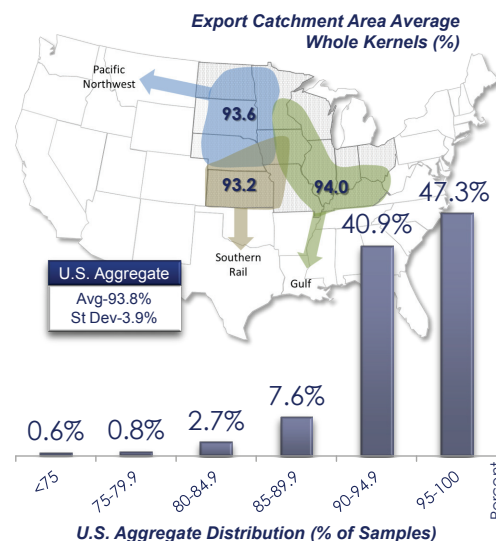 Export Catchment Area Average
Whole Kernels (%)
Pacific
Northwest
93.6
93.2
94.0
47.3%
40.9%
Southern
Rail
Gulf
U.S. Aggregate
Avg-93.8%
St Dev-3.9%
7.6%
2.7%
0.8%
0.6%
<75
75-79.9
80-84.9
85-89.9
90-94.9
95-100
Percent
U.S. Aggregate Distribution (% of Samples)